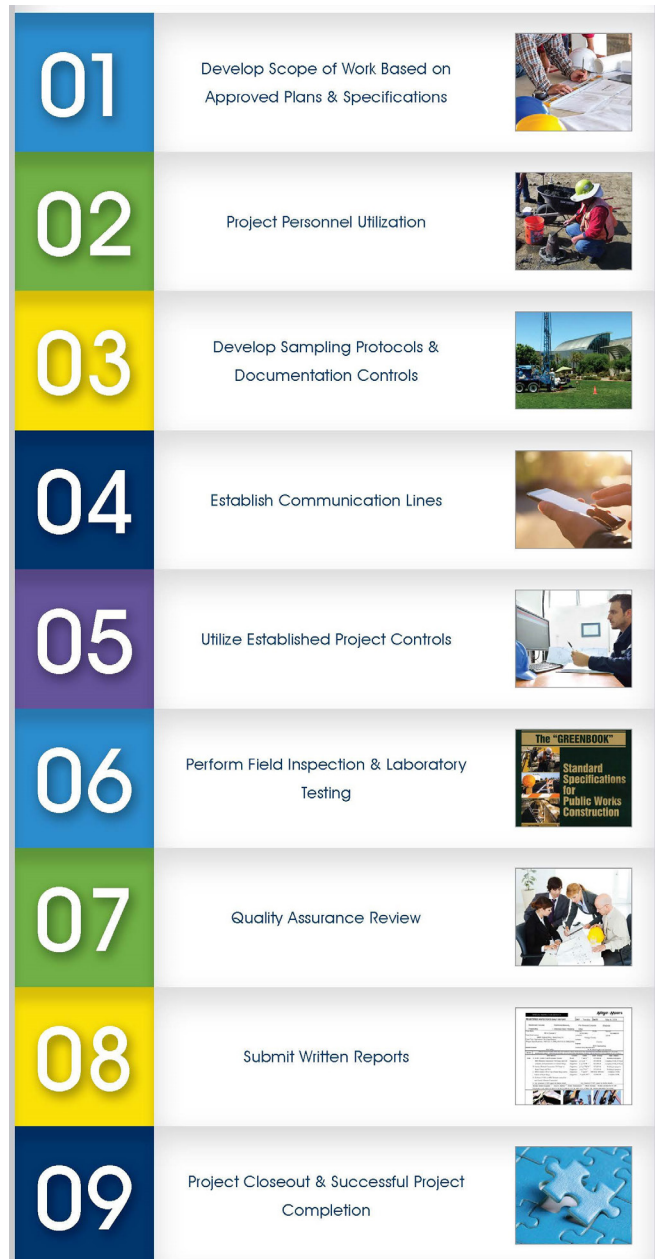 01
Develop Scope of Work Based on
Approved Plans & Specifications
02
Project Personnel Utilization
03
Develop Sampling Protocols &
Documentation Controls
04
Establish Communication Lines
05
Utilize Established Project Controls
06
Perform Field Inspection & Laboratory
Testing
The "GREENBOOK"
Standard
Specifications
for
Public Works
Construction
07
Quality Assurance Review
08
Submit Written Reports
09
Project Closeout & Successful Project
Completion